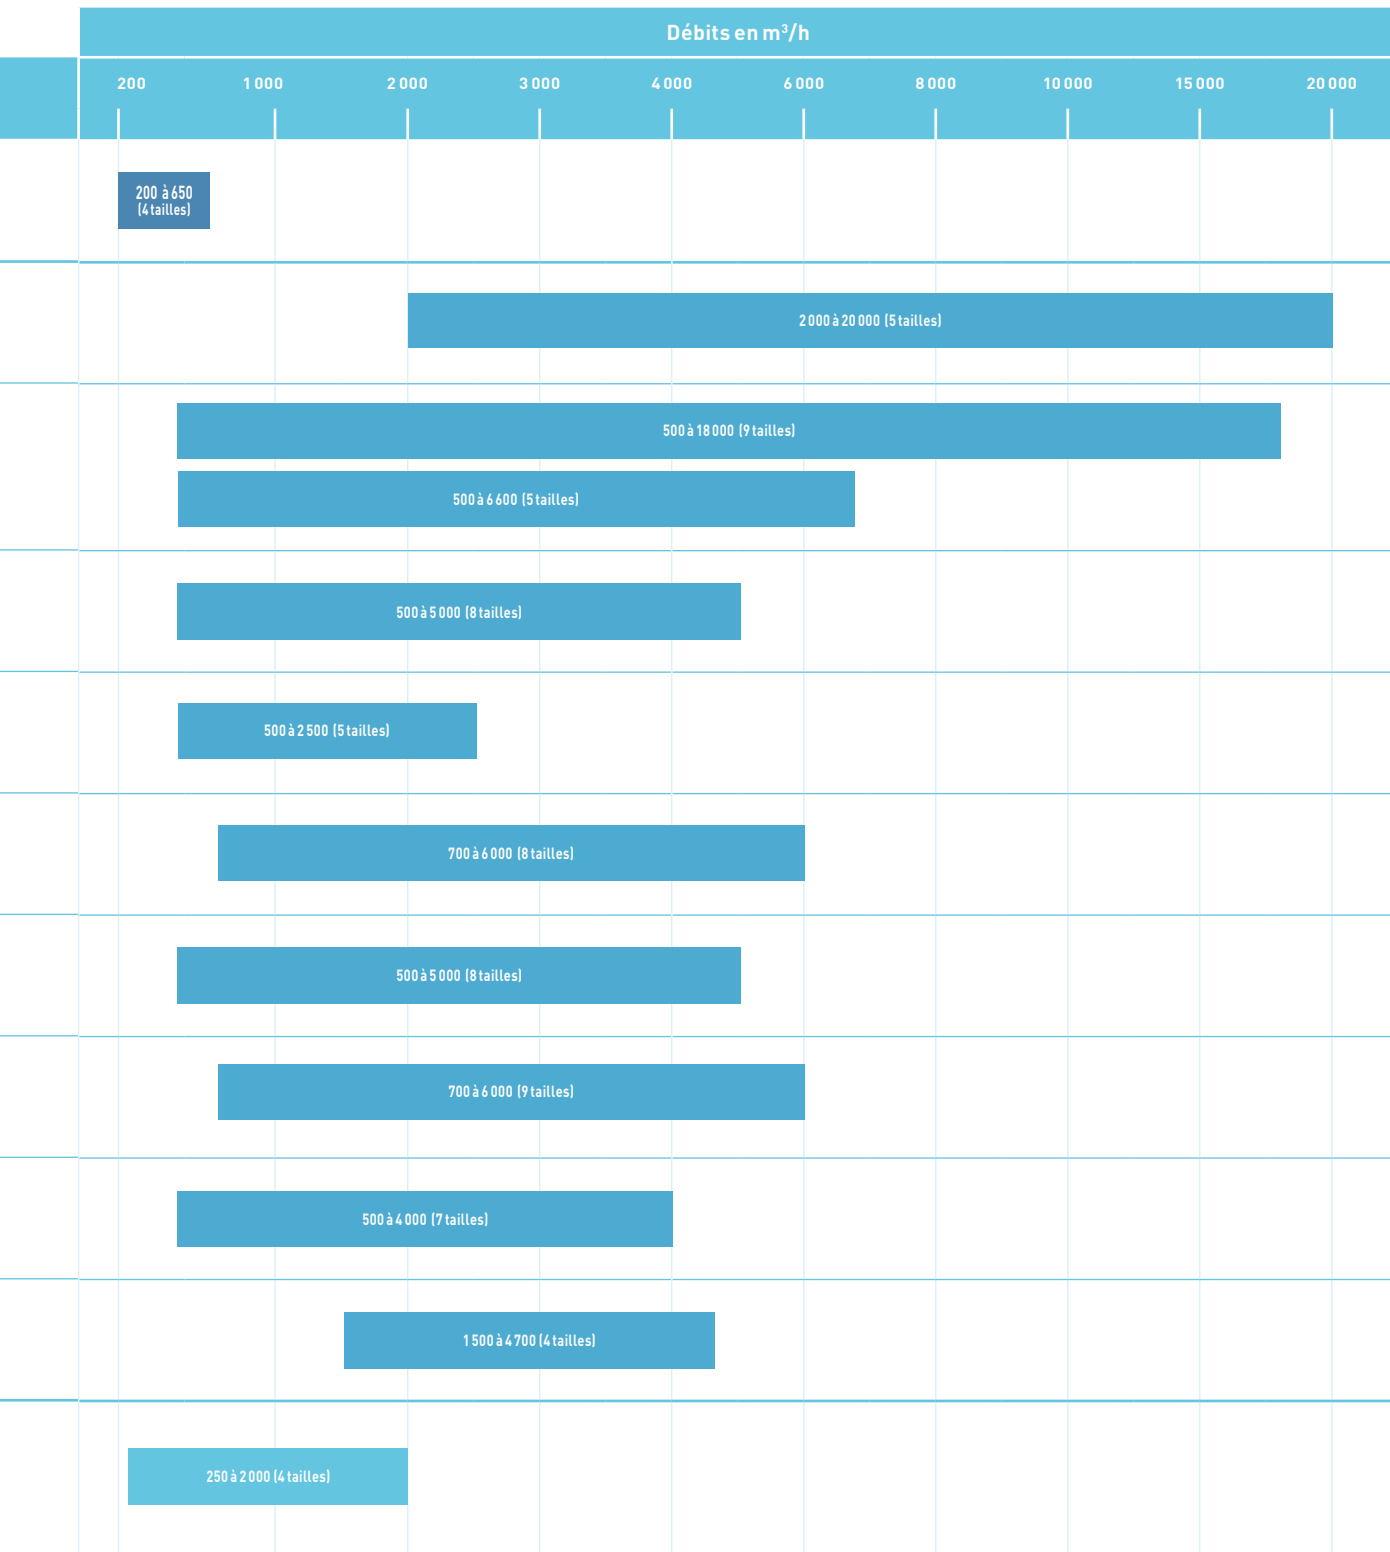 Débits en m³/h
200 1 000 2 000 3 000 4 000 6 000 8 000 10 000 15 000 20 000
200 à 650
(4 tailles)
2 000 à 20 000 (5 tailles)
500 à 18 000 (9 tailles)
500 à 6 600 (5 tailles)
500 à 5 000 (8 tailles)
500 à 2 500 (5 tailles)
700 à 6 000 (8 tailles)
500 à 5 000 (8 tailles)
700 à 6 000 (9 tailles)
500 à 4 000 (7 tailles)
1 500 à 4 700 (4 tailles)
250 à 2 000 (4 tailles)